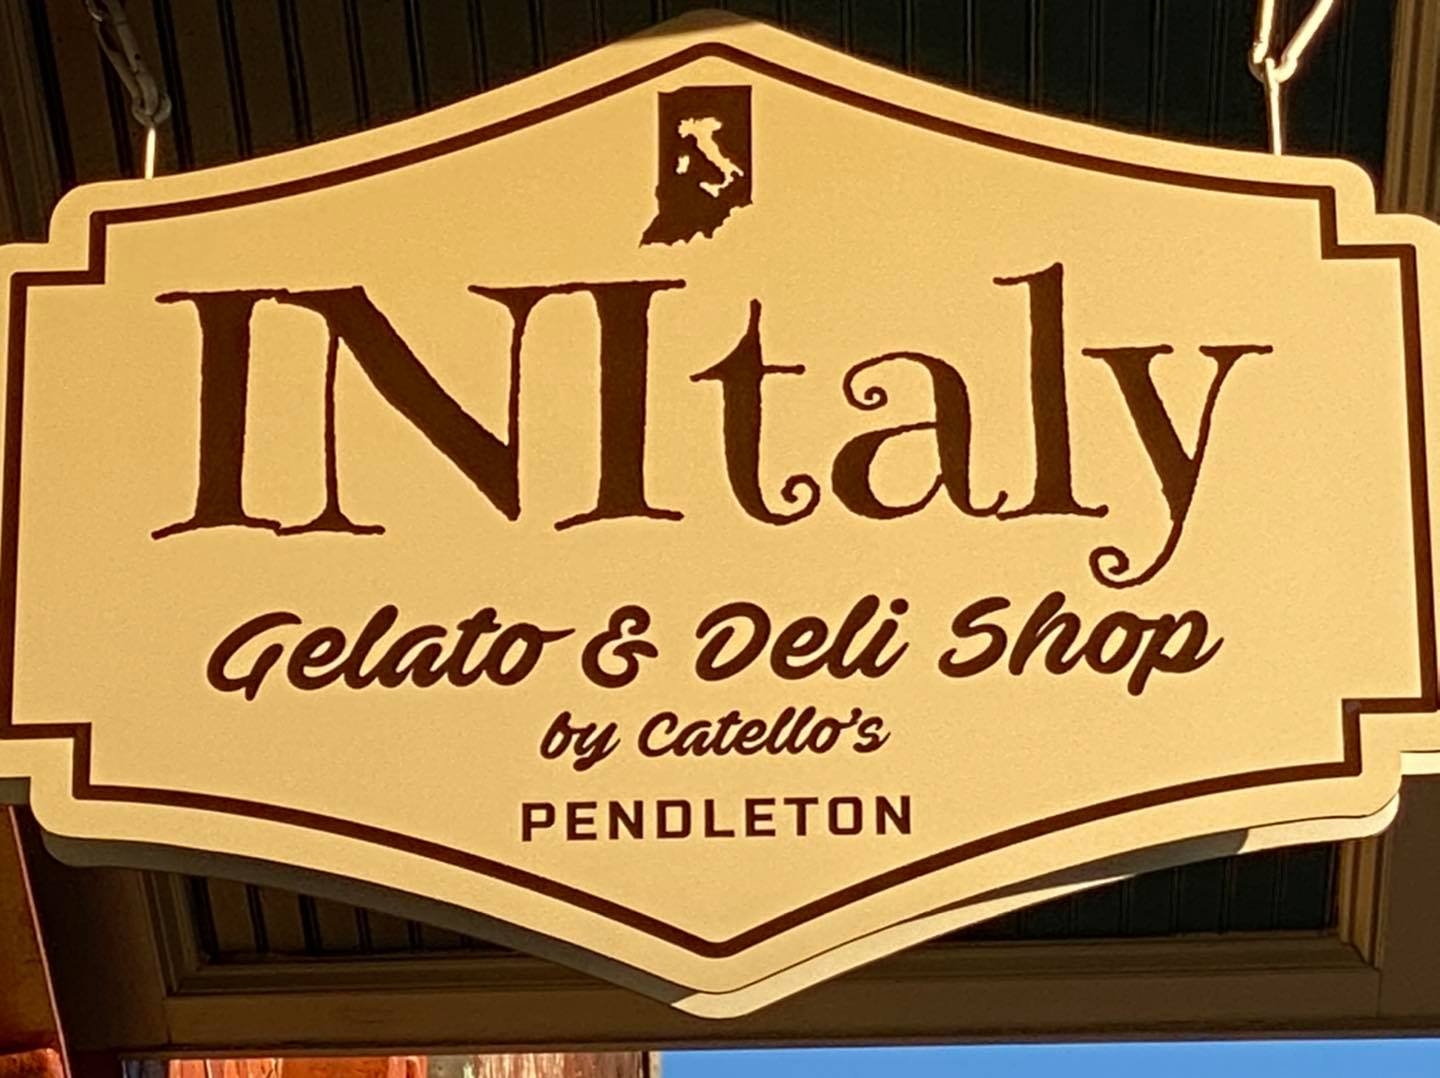 INItaly
Gelato & Deli Shop
by Catello's
PENDLETON